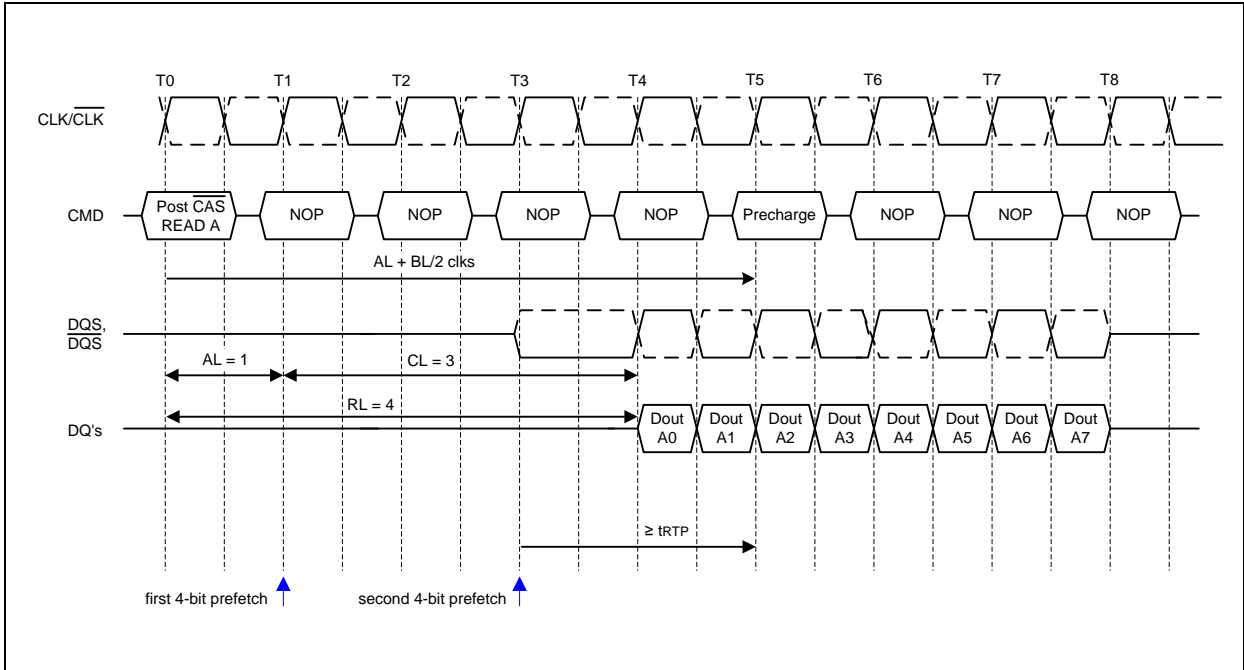 T0 T1 T2 T3 T4 T5 T6 T7 T8
CLK/CLK
CMD
Post CAS
READ A
NOP NOP NOP NOP Precharge NOP NOP NOP
AL + BL/2 clks
DQS,
DQS
AL = 1 CL = 3
RL = 4
DQ's
Dout Dout Dout Dout Dout Dout Dout Dout
A0 A1 A2 A3 A4 A5 A6 A7
≥ tRTP
first 4-bit prefetch second 4-bit prefetch